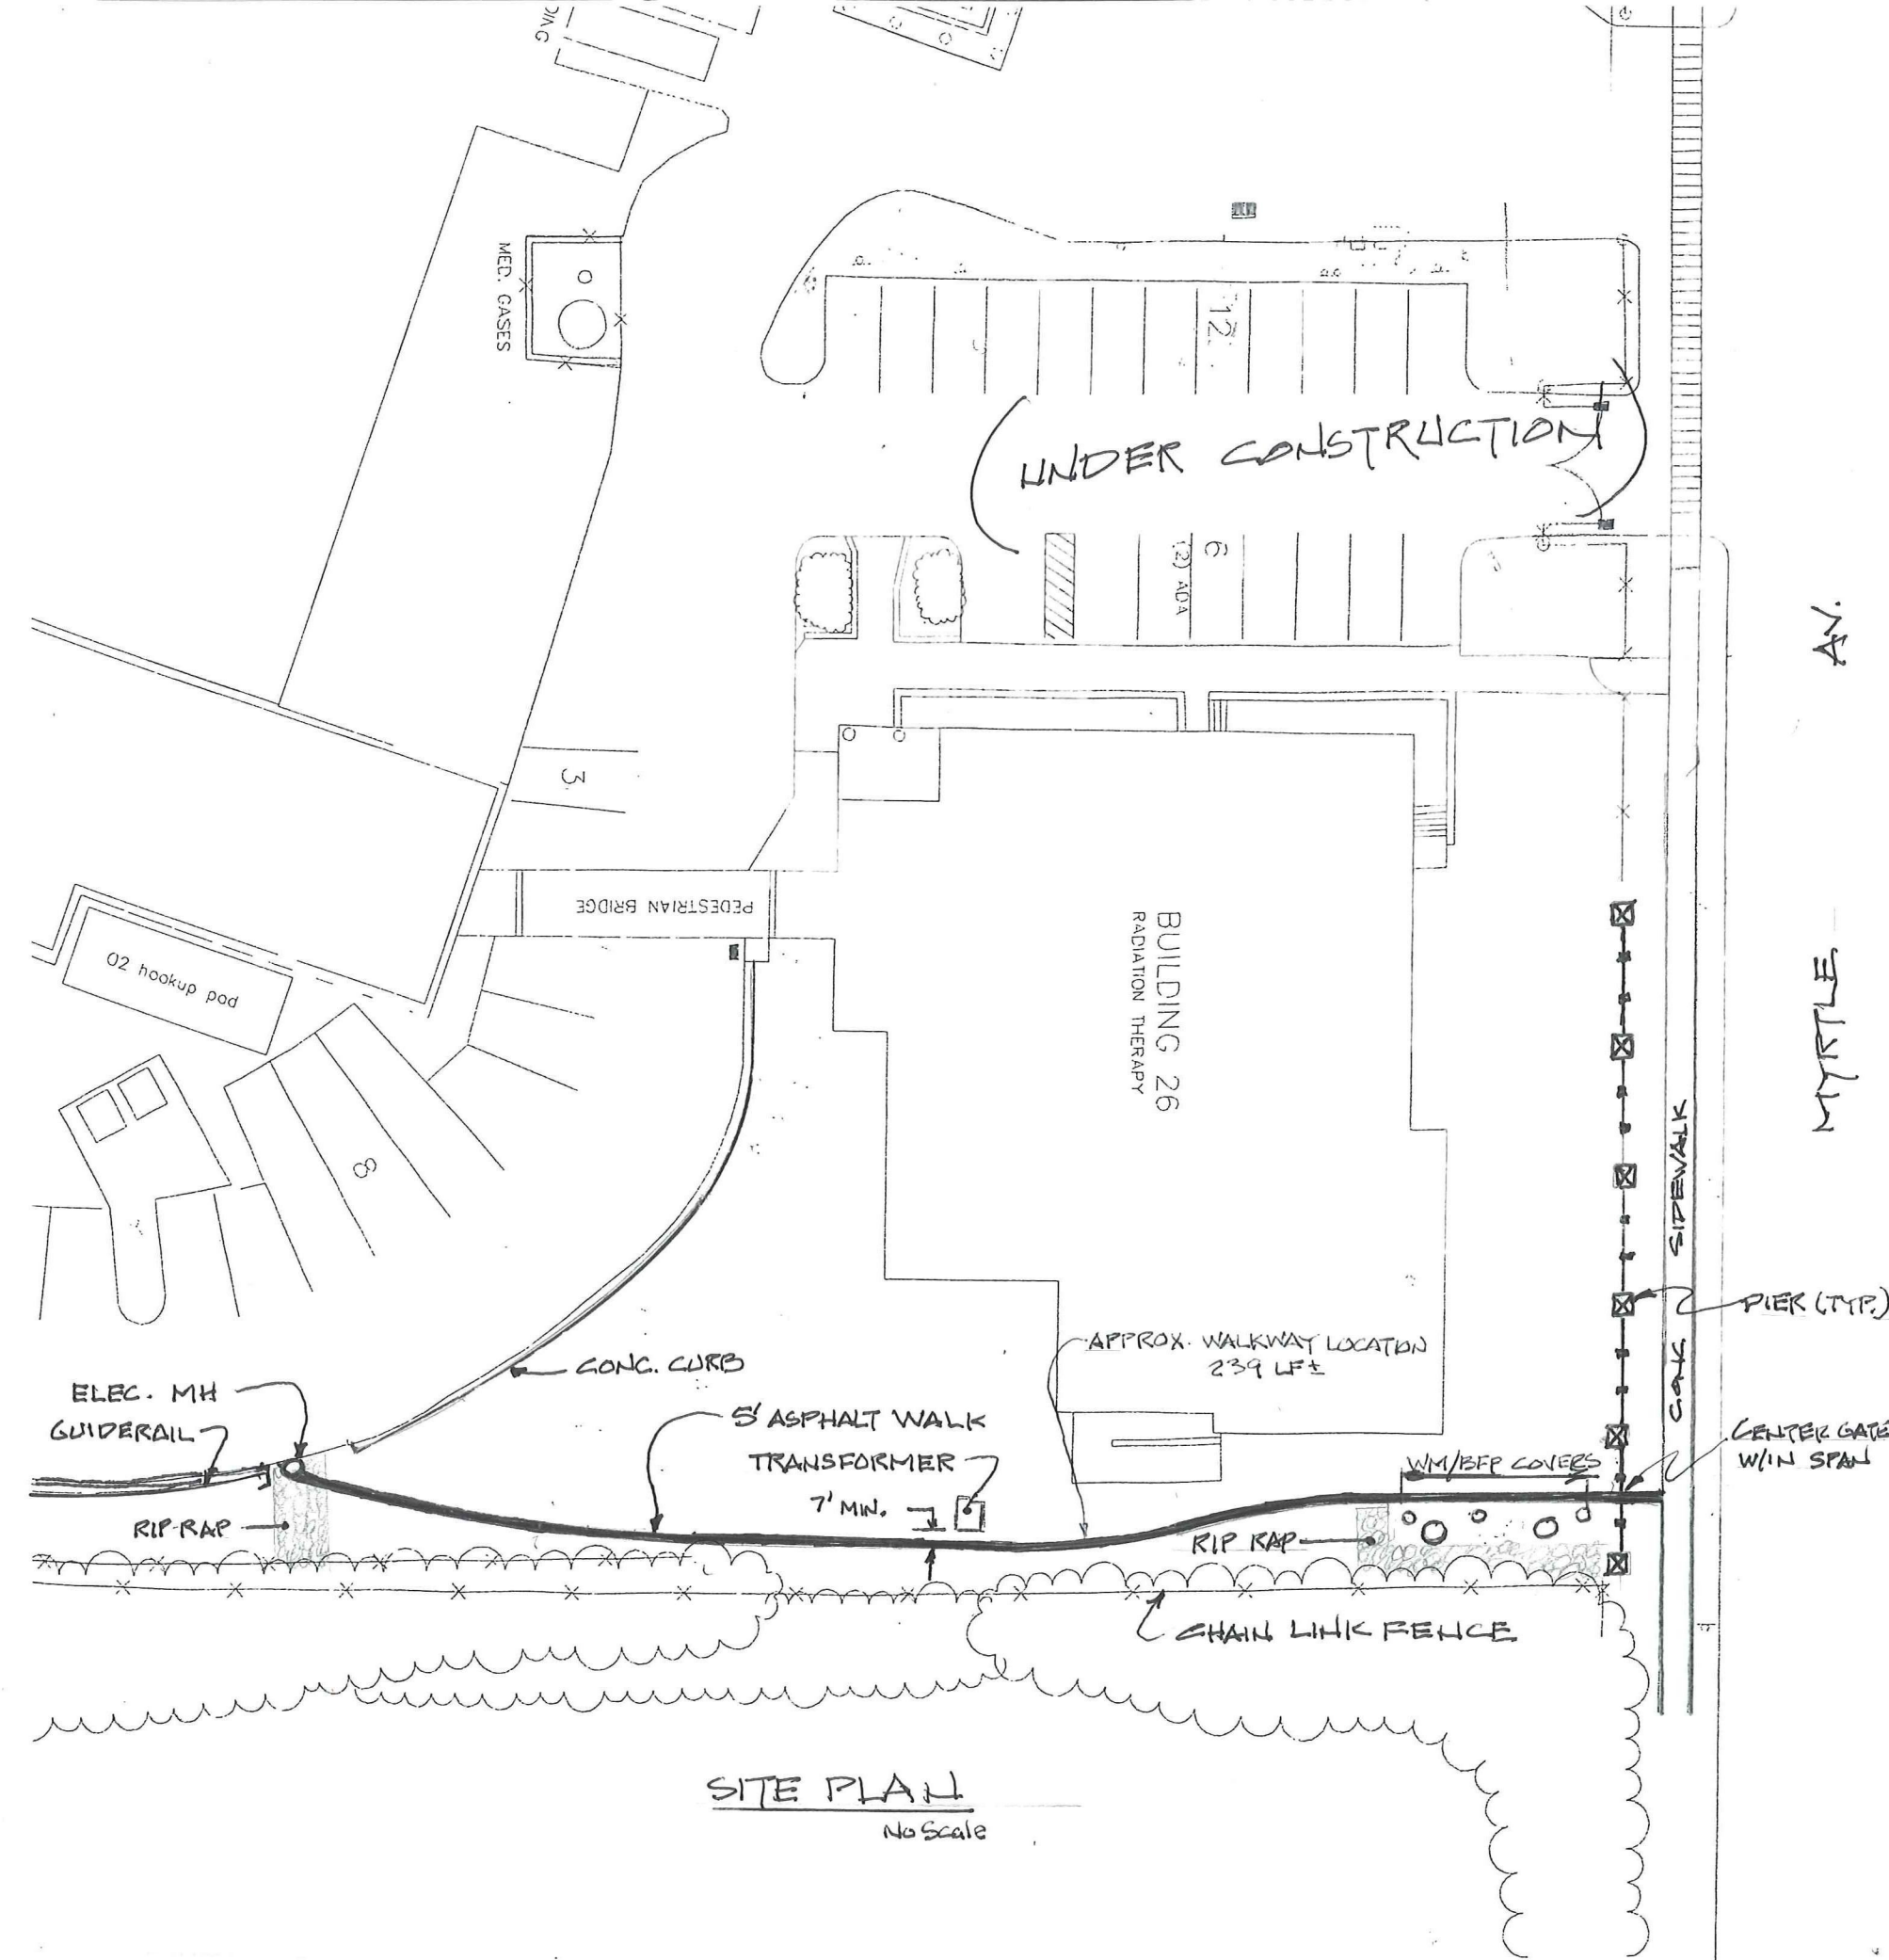 MED. GASES
12
UNDER CONSTRUCTION
6
(2) ADA
AV.
MYRTLE
3
PEDESTRIAN BRIDGE
BUILDING 26
RADIATION THERAPY
O2 hookup pad
8
CONC. SIDEWALK
PIER (TYP.)
APPROX. WALKWAY LOCATION
239 LF±
CONC. CURB
ELEC. MH
GUIDERAIL
5' ASPHALT WALK
TRANSFORMER
7' MIN.
WM/BFP COVERS
CENTER GATE
W/IN SPAN
RIP-RAP
RIP RAP
CHAIN LINK FENCE
SITE PLAN
No Scale